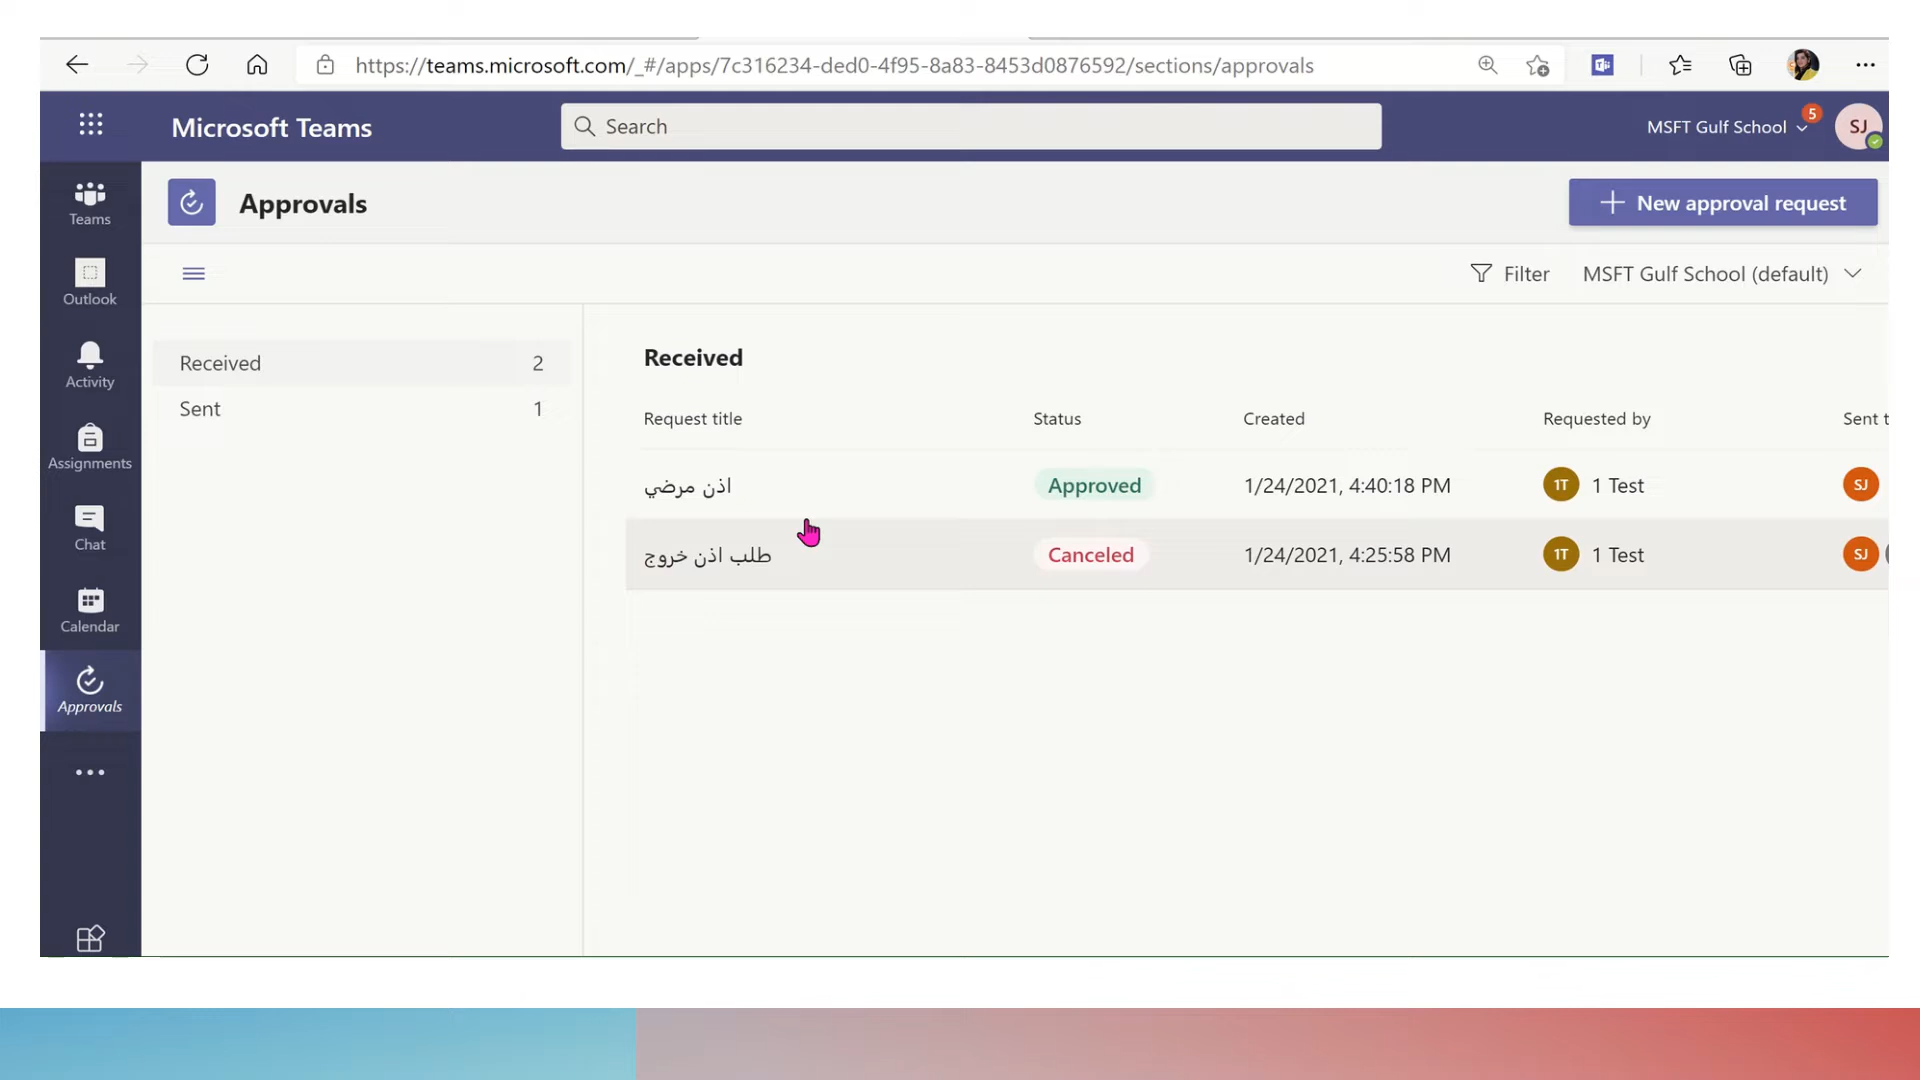 https://teams.microsoft.com/_#/apps/7c316234-ded0-4f95-8a83-8453d0876592/sections/approvals
Microsoft Teams
Search
MSFT Gulf School
5
SJ
Teams
Approvals
New approval request
Outlook
Filter
MSFT Gulf School (default)
Activity
Received 2
Sent 1
Received
Request title Status Created Requested by Sent t
Assignments
اذن مرضي Approved 1/24/2021, 4:40:18 PM 1T 1 Test SJ
Chat
طلب اذن خروج Canceled 1/24/2021, 4:25:58 PM 1T 1 Test SJ
Calendar
Approvals